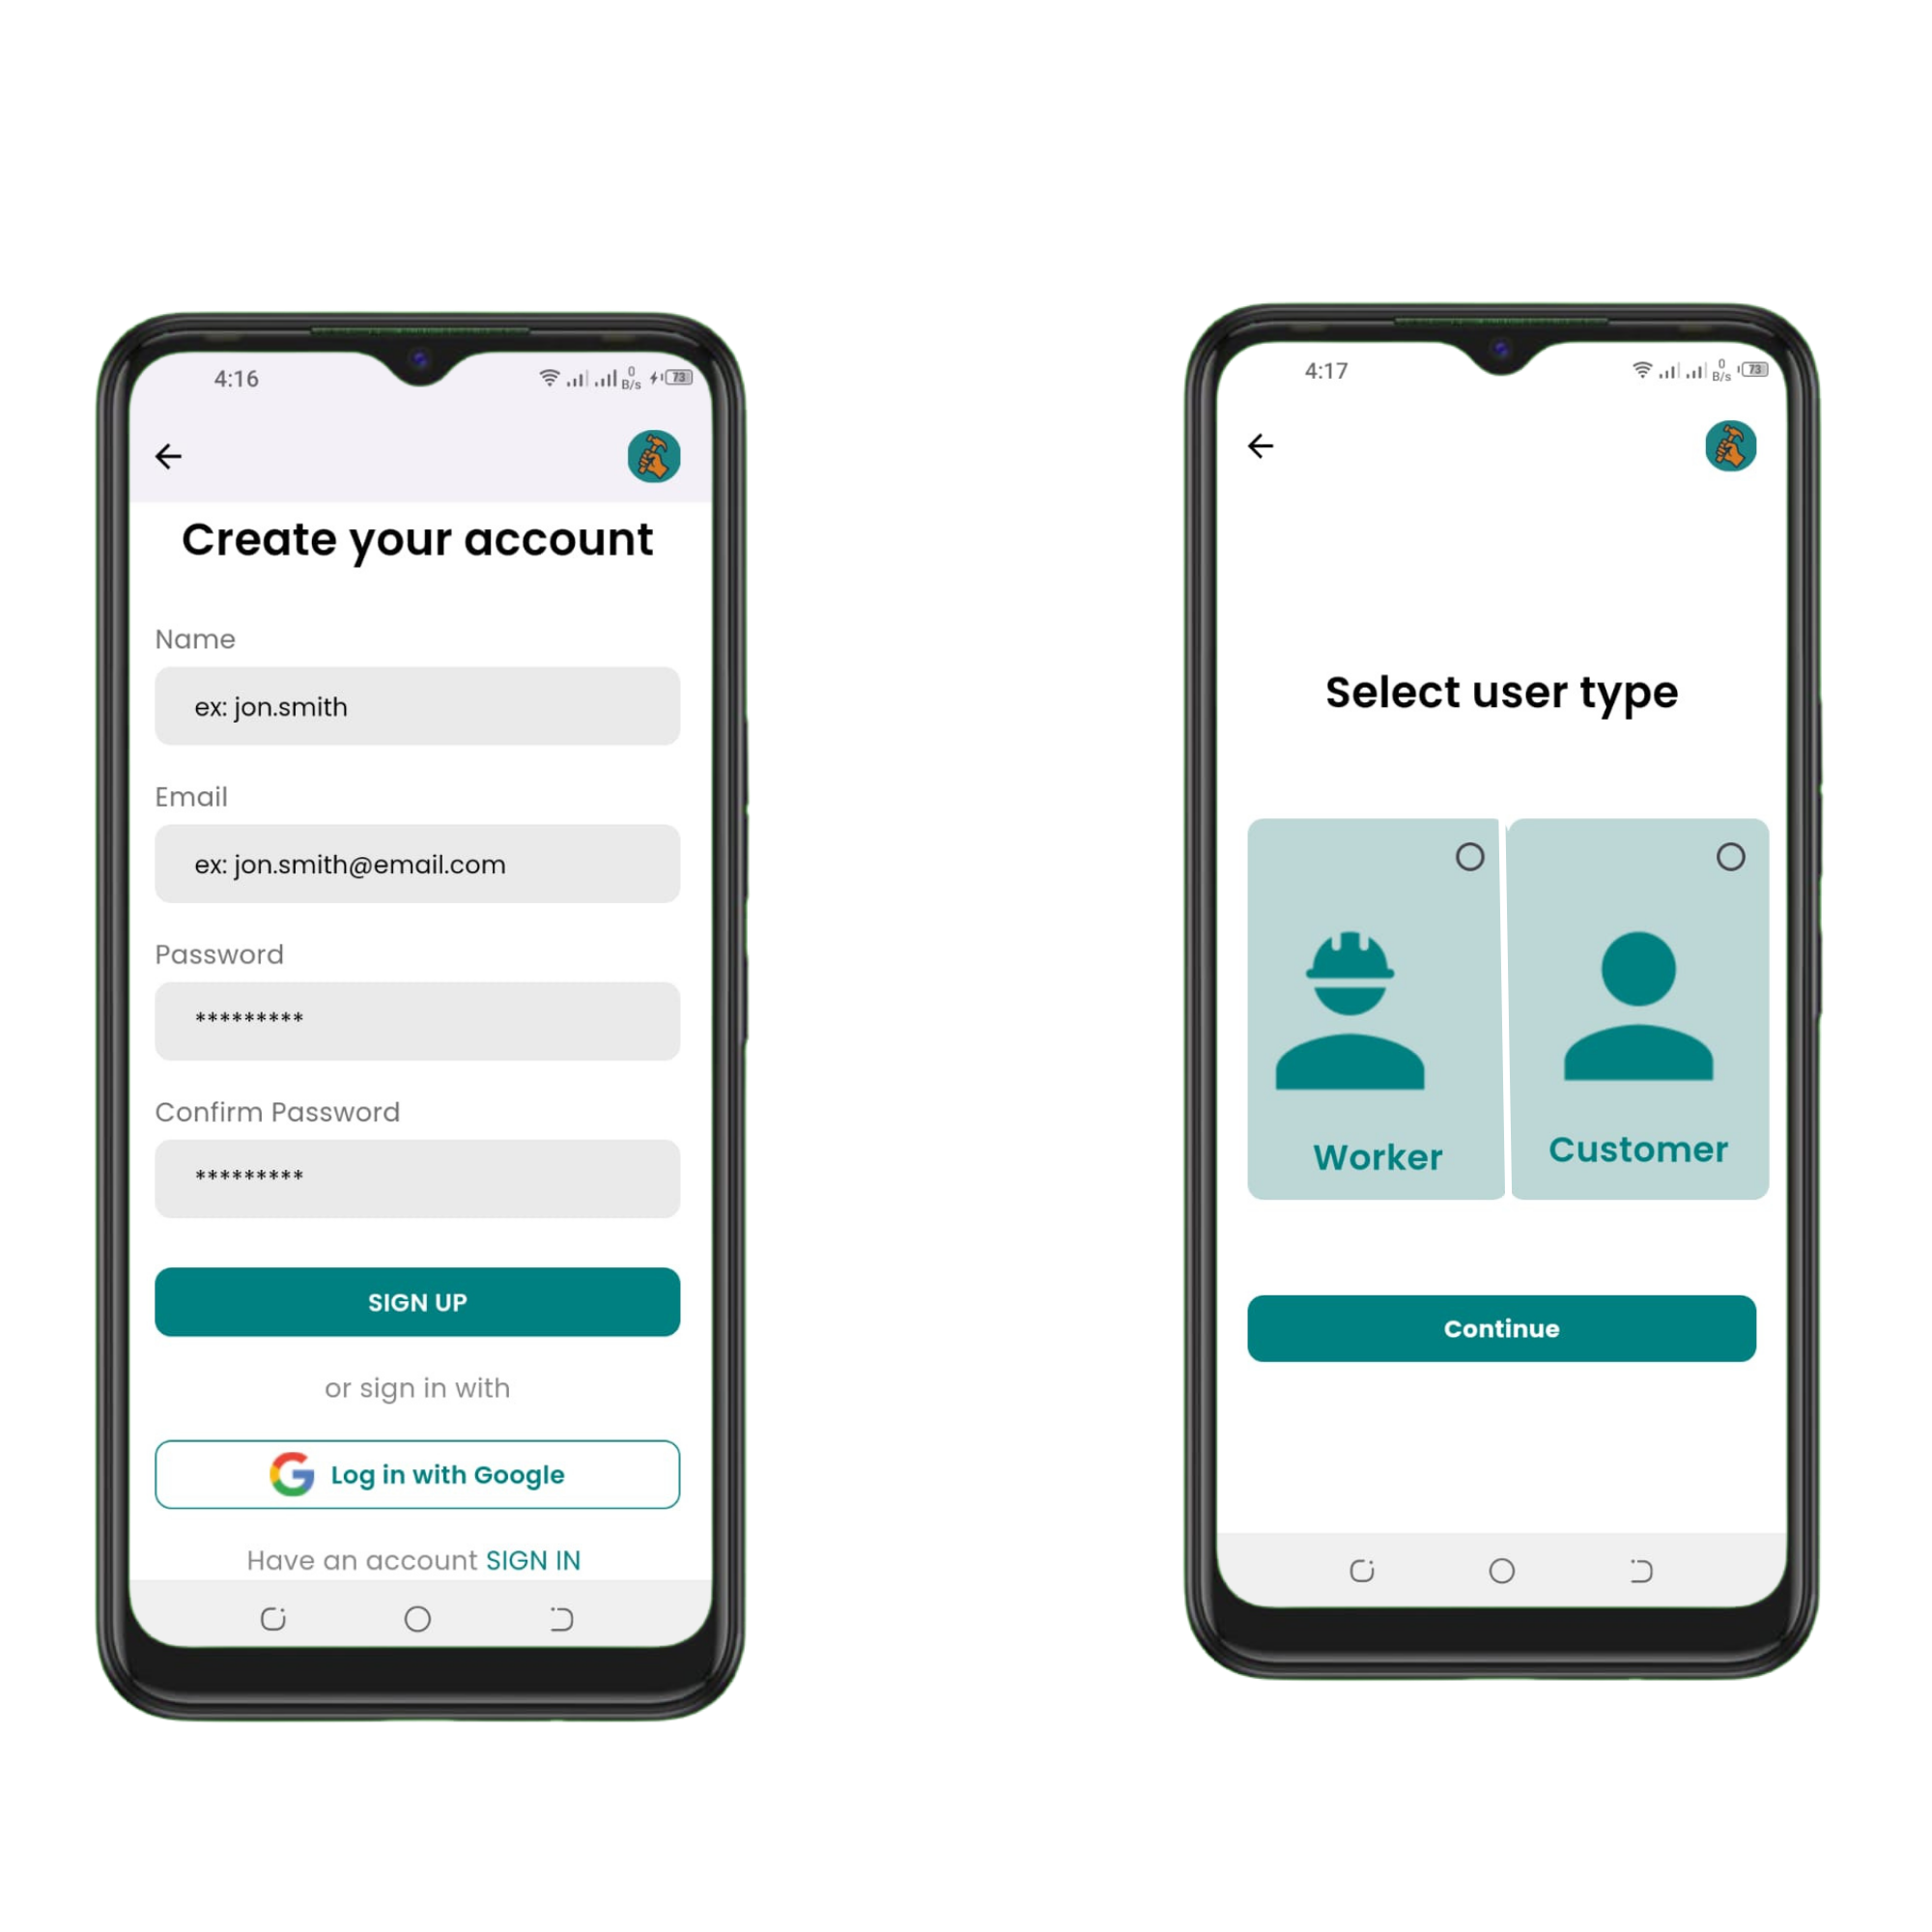 4:16
0
B/s
73
Create your account
Name
ex: jon.smith
Email
ex: jon.smith@email.com
Password
*********
Confirm Password
*********
SIGN UP
or sign in with
Log in with Google
Have an account SIGN IN
4:17
0
B/s
73
Select user type
Worker
Customer
Continue